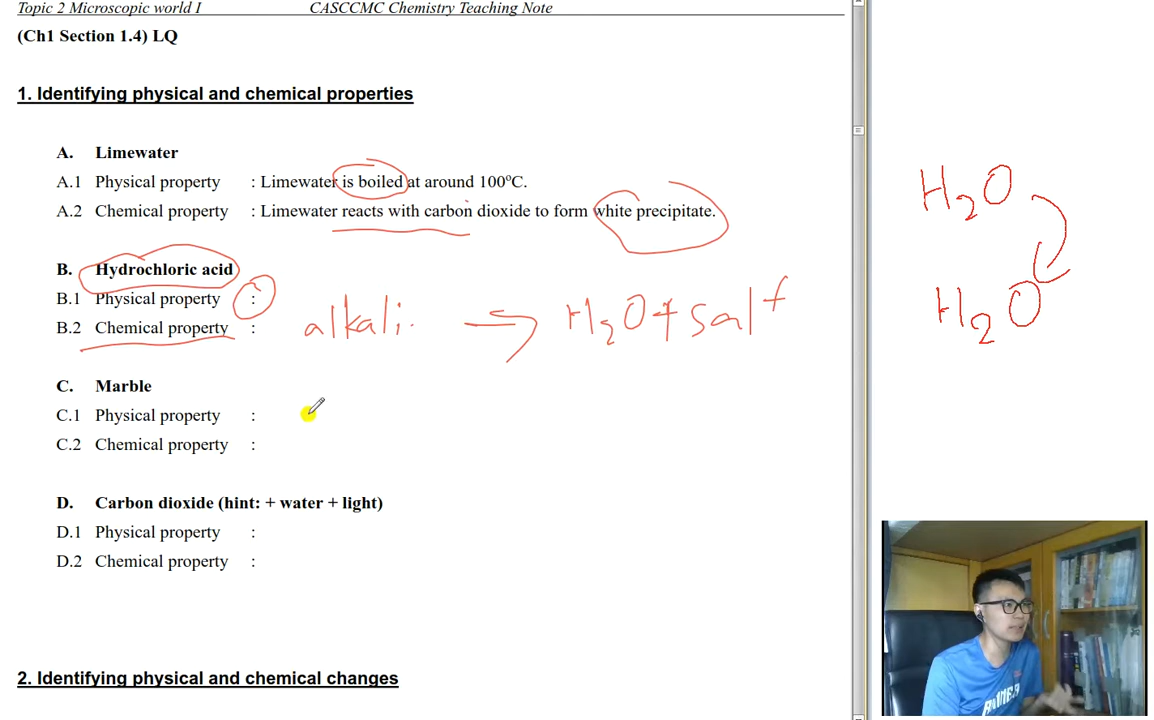 Topic 2 Microscopic world I CASCCMC Chemistry Teaching Note
(Ch1 Section 1.4) LQ
1. Identifying physical and chemical properties
A. Limewater
A.1 Physical property : Limewater is boiled at around 100°C.
A.2 Chemical property : Limewater reacts with carbon dioxide to form white precipitate.
B. Hydrochloric acid
B.1 Physical property :
B.2 Chemical property : alkali → H2O + salt
C. Marble
C.1 Physical property :
C.2 Chemical property :
D. Carbon dioxide (hint: + water + light)
D.1 Physical property :
D.2 Chemical property :
2. Identifying physical and chemical changes
H2O
H2O